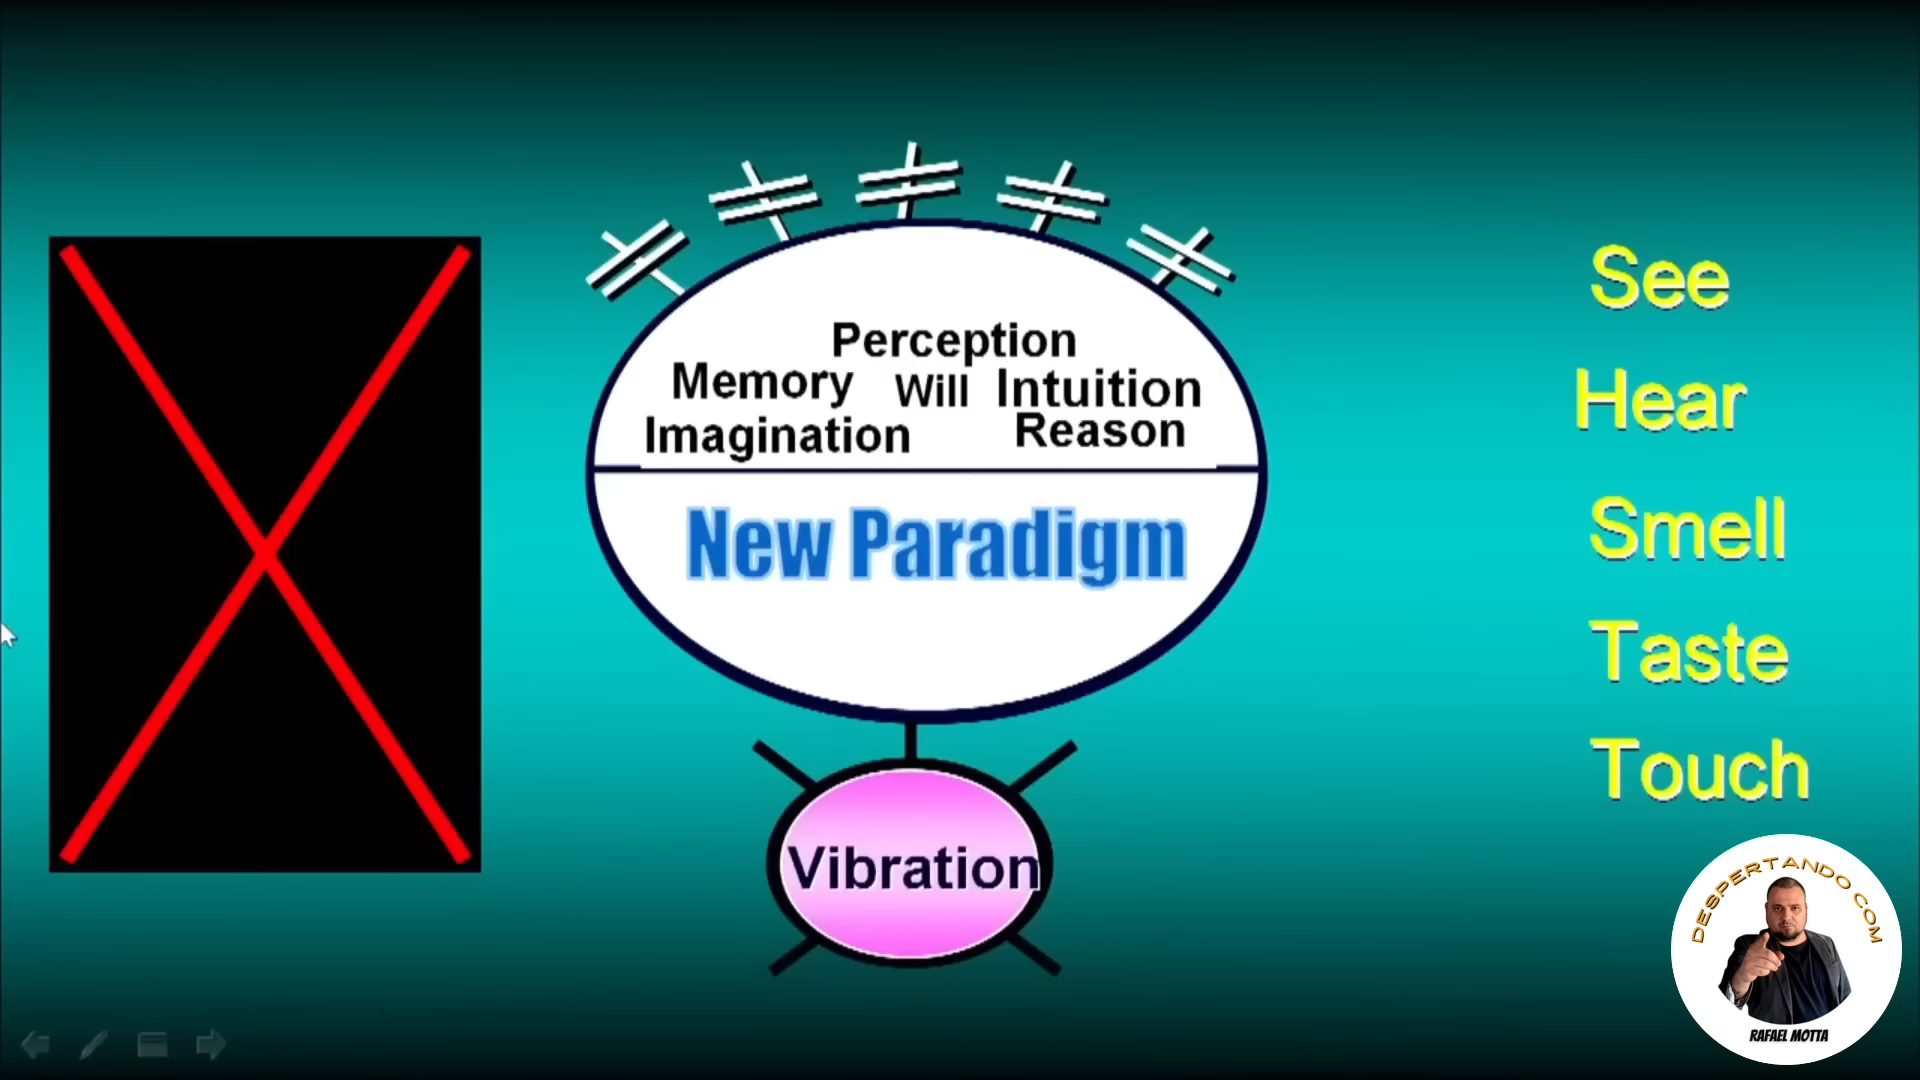 Perception
Memory Will Intuition
Imagination Reason
New Paradigm
Vibration
See
Hear
Smell
Taste
Touch
DESPERTANDO COM
RAFAEL MOTTA